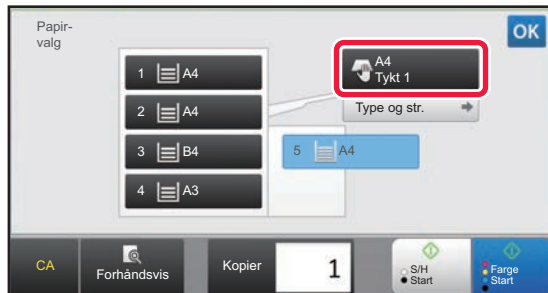 Papir-
valg
OK
A4
Tykt 1
1 A4
2 A4
Type og str.
3 B4
5 A4
4 A3
CA
Forhåndsvis
Kopier
1
S/H
Start
Farge
Start